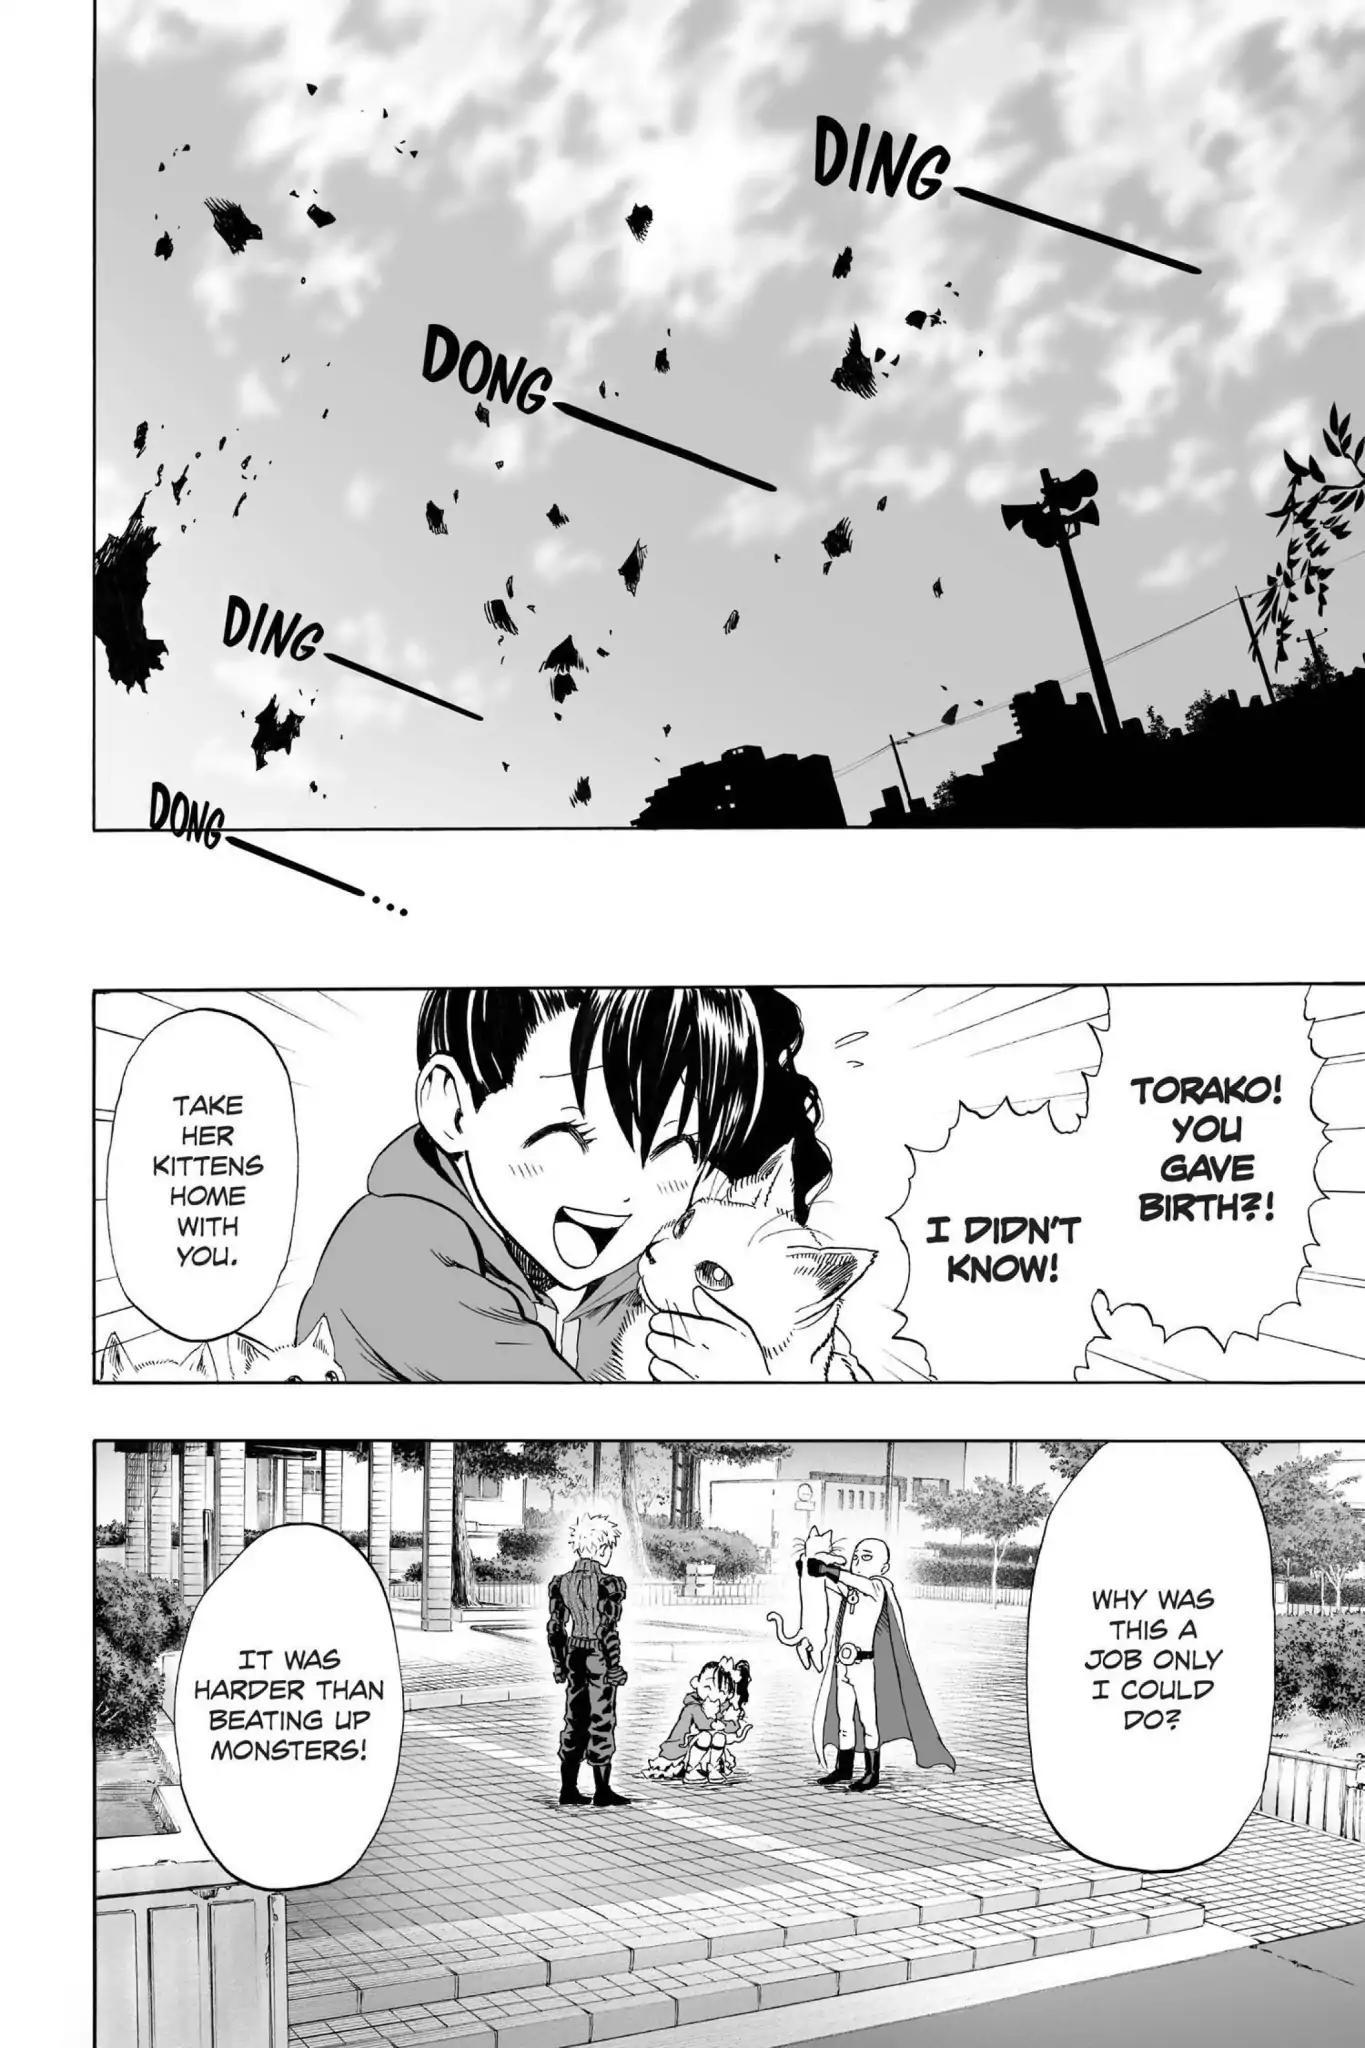 DING
DONG
DING
DONG...
TORAKO!
YOU
GAVE
BIRTH?!
I DIDN'T
KNOW!
TAKE
HER
KITTENS
HOME
WITH
YOU.
WHY WAS
THIS A
JOB ONLY
I COULD
DO?
IT WAS
HARDER THAN
BEATING UP
MONSTERS!